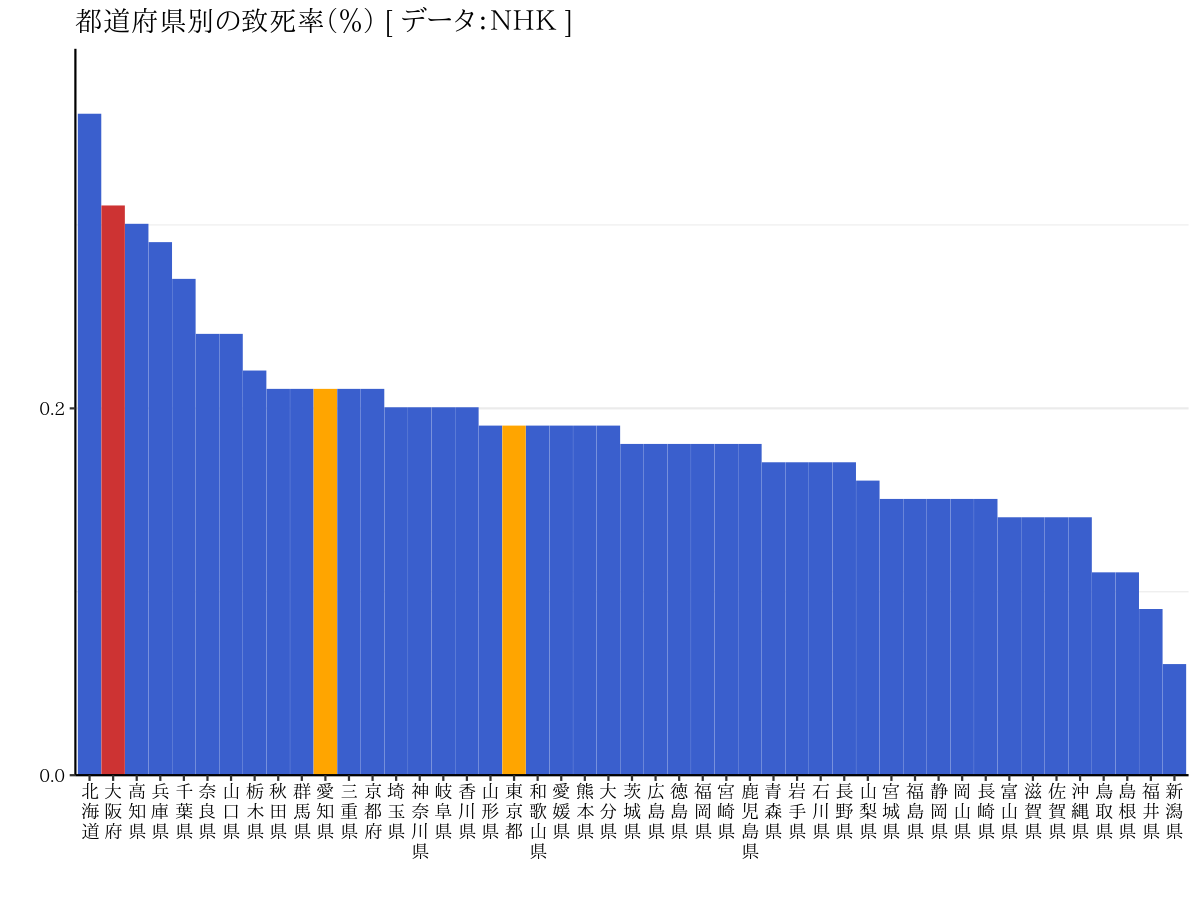 都道府県別の致死率(%) [ データ:NHK ]
0.2
0.0
北海道
大阪府
高知県
兵庫県
千葉県
奈良県
山口県
栃木県
秋田県
群馬県
愛知県
三重県
京都府
埼玉県
神奈川県
岐阜県
香川県
山形県
東京都
和歌山県
愛媛県
熊本県
大分県
茨城県
広島県
徳島県
福岡県
宮崎県
鹿児島県
青森県
岩手県
石川県
長野県
山梨県
宮城県
福島県
静岡県
岡山県
長崎県
富山県
滋賀県
佐賀県
沖縄県
鳥取県
島根県
福井県
新潟県